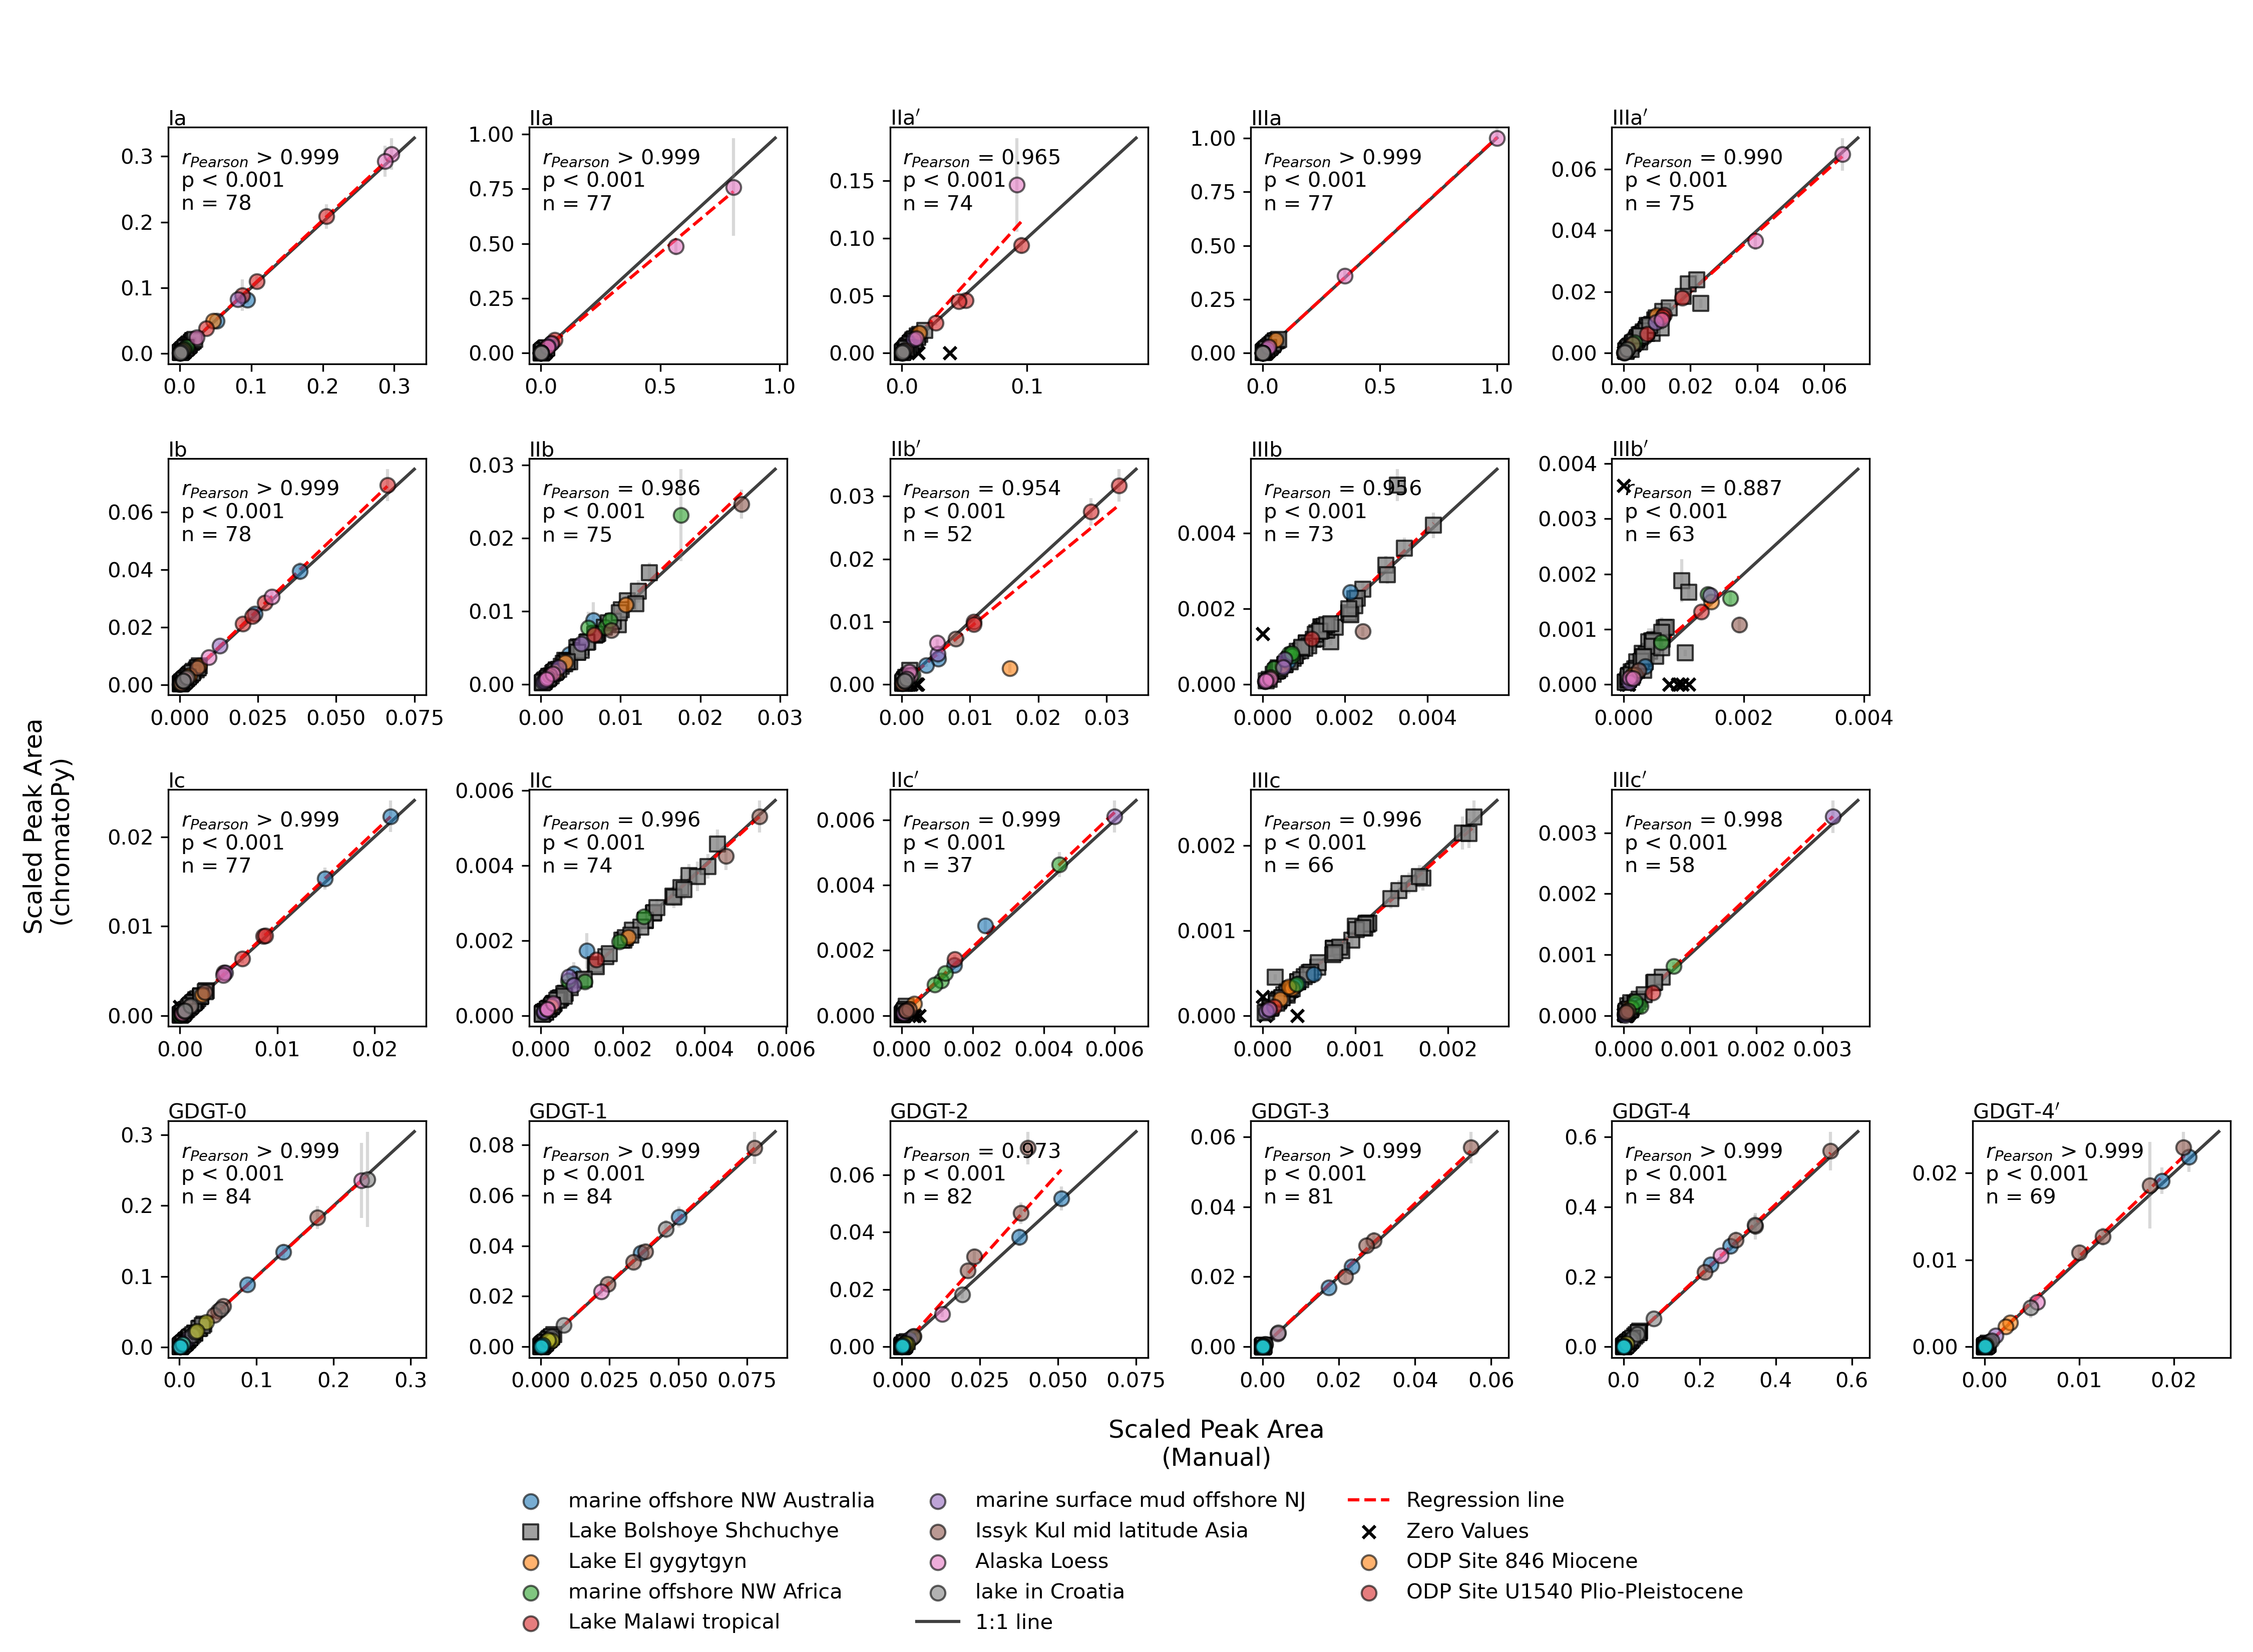 Ia
r_Pearson > 0.999
p < 0.001
n = 78
0.3
0.2
0.1
0.0
0.0 0.1 0.2 0.3
IIa
r_Pearson > 0.999
p < 0.001
n = 77
1.00
0.75
0.50
0.25
0.00
0.0 0.5 1.0
IIa′
r_Pearson = 0.965
p < 0.001
n = 74
0.15
0.10
0.05
0.00
0.0 0.1
IIIa
r_Pearson > 0.999
p < 0.001
n = 77
1.00
0.75
0.50
0.25
0.00
0.0 0.5 1.0
IIIa′
r_Pearson = 0.990
p < 0.001
n = 75
0.06
0.04
0.02
0.00
0.00 0.02 0.04 0.06
Ib
r_Pearson > 0.999
p < 0.001
n = 78
0.06
0.04
0.02
0.00
0.000 0.025 0.050 0.075
IIb
r_Pearson = 0.986
p < 0.001
n = 75
0.03
0.02
0.01
0.00
0.00 0.01 0.02 0.03
IIb′
r_Pearson = 0.954
p < 0.001
n = 52
0.03
0.02
0.01
0.00
0.00 0.01 0.02 0.03
IIIb
r_Pearson =
p < 0.001
n = 73
0.004
0.002
0.000
0.000 0.002 0.004
IIIb′
r_Pearson = 0.887
p < 0.001
n = 63
0.004
0.003
0.002
0.001
0.000
0.000 0.002 0.004
Ic
r_Pearson > 0.999
p < 0.001
n = 77
0.02
0.01
0.00
0.00 0.01 0.02
IIc
r_Pearson = 0.996
p < 0.001
n = 74
0.006
0.004
0.002
0.000
0.000 0.002 0.004 0.006
IIc′
r_Pearson = 0.999
p < 0.001
n = 37
0.006
0.004
0.002
0.000
0.000 0.002 0.004 0.006
IIIc
r_Pearson = 0.996
p < 0.001
n = 66
0.002
0.001
0.000
0.000 0.001 0.002
IIIc′
r_Pearson = 0.998
p < 0.001
n = 58
0.003
0.002
0.001
0.000
0.000 0.001 0.002 0.003
GDGT-0
r_Pearson > 0.999
p < 0.001
n = 84
0.3
0.2
0.1
0.0
0.0 0.1 0.2 0.3
GDGT-1
r_Pearson > 0.999
p < 0.001
n = 84
0.08
0.06
0.04
0.02
0.00
0.000 0.025 0.050 0.075
GDGT-2
r_Pearson = 0.973
p < 0.001
n = 82
0.06
0.04
0.02
0.00
0.000 0.025 0.050 0.075
GDGT-3
r_Pearson > 0.999
p < 0.001
n = 81
0.06
0.04
0.02
0.00
0.00 0.02 0.04 0.06
GDGT-4
r_Pearson > 0.999
p < 0.001
n = 84
0.6
0.4
0.2
0.0
0.0 0.2 0.4 0.6
GDGT-4′
r_Pearson > 0.999
p < 0.001
n = 69
0.02
0.01
0.00
0.00 0.01 0.02
Scaled Peak Area
(chromatoPy)
Scaled Peak Area
(Manual)
marine offshore NW Australia
Lake Bolshoye Shchuchye
Lake El gygytgyn
marine offshore NW Africa
Lake Malawi tropical
marine surface mud offshore NJ
Issyk Kul mid latitude Asia
Alaska Loess
lake in Croatia
1:1 line
Regression line
Zero Values
ODP Site 846 Miocene
ODP Site U1540 Plio-Pleistocene